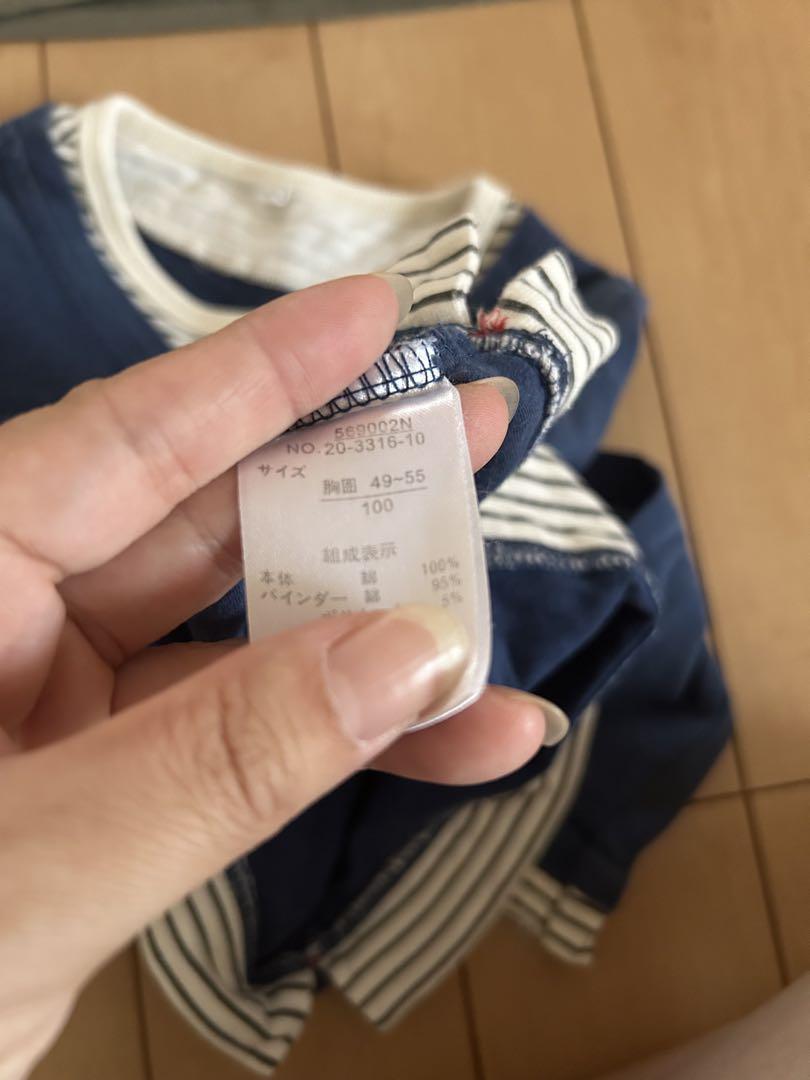 569002N
NO.20-3316-10
サイズ
胸囲 49~55
100
組成表示
本体 綿 100%
バインダー 綿 95%
5%